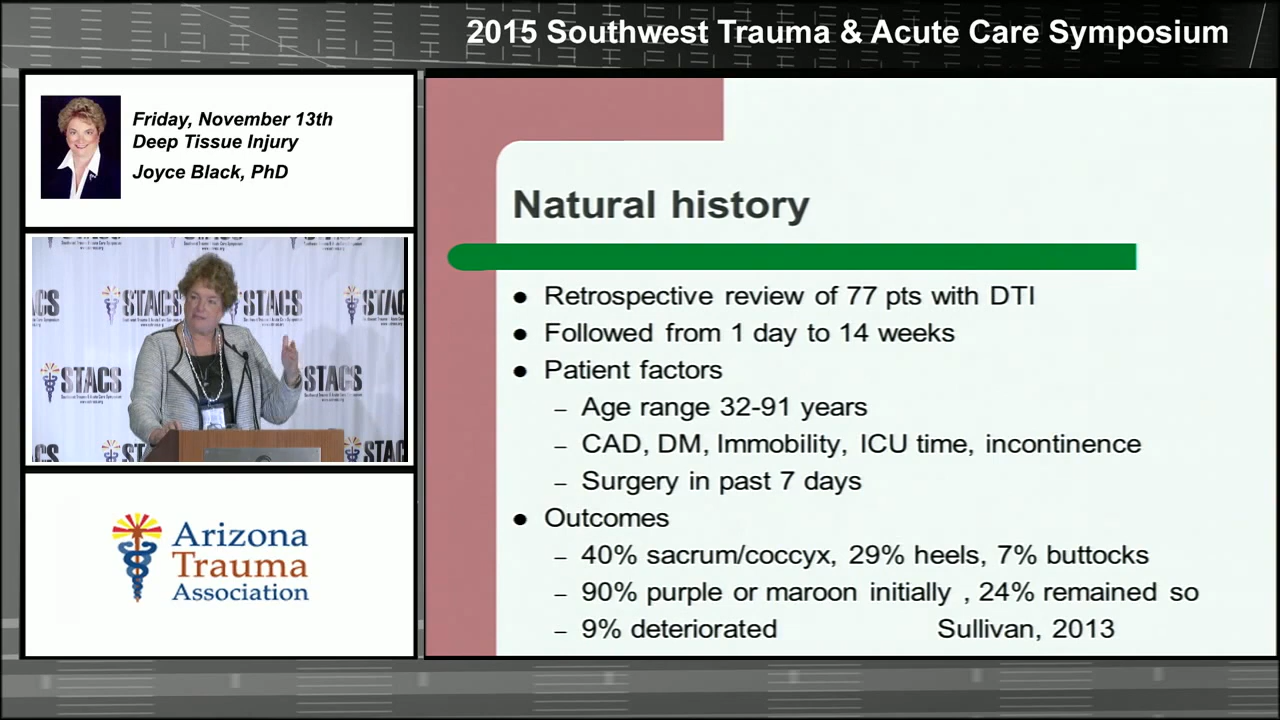 2015 Southwest Trauma & Acute Care Symposium
Friday, November 13th
Deep Tissue Injury
Joyce Black, PhD
STACS
STACS
STACS
STACS
Arizona
Trauma
Association
Natural history
● Retrospective review of 77 pts with DTI
● Followed from 1 day to 14 weeks
● Patient factors
– Age range 32-91 years
– CAD, DM, Immobility, ICU time, incontinence
– Surgery in past 7 days
● Outcomes
– 40% sacrum/coccyx, 29% heels, 7% buttocks
– 90% purple or maroon initially , 24% remained so
– 9% deteriorated Sullivan, 2013